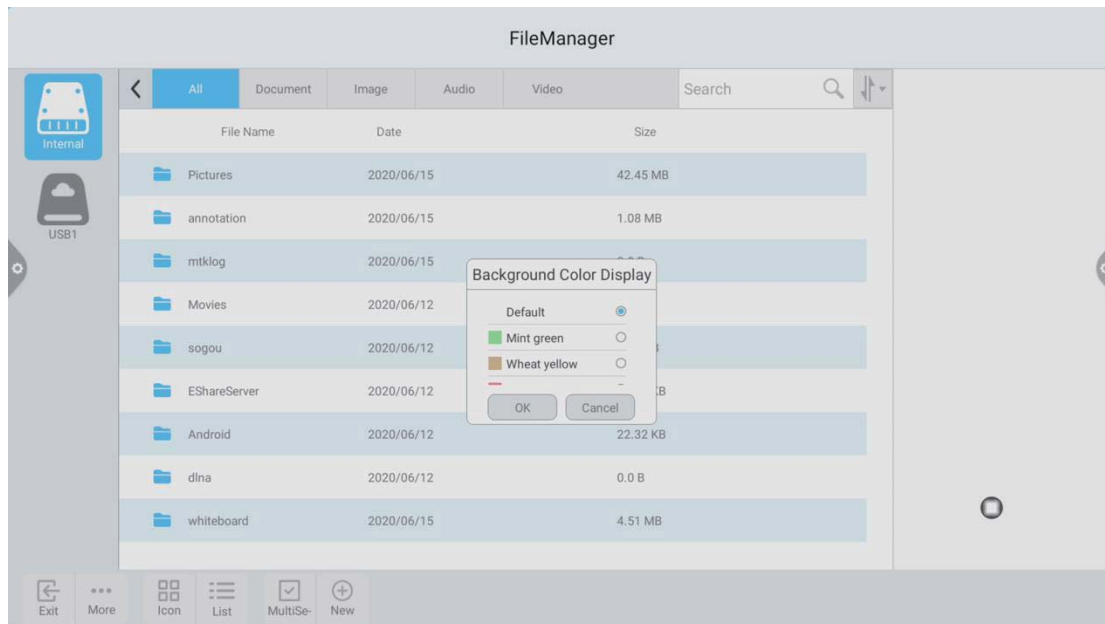 FileManager
Internal
USB1
All Document Image Audio Video Search
File Name Date Size
Pictures 2020/06/15 42.45 MB
annotation 2020/06/15 1.08 MB
mtklog 2020/06/15
Movies 2020/06/12
sogou 2020/06/12
EShareServer 2020/06/12
Android 2020/06/12 22.32 KB
dlna 2020/06/12 0.0 B
whiteboard 2020/06/15 4.51 MB
Background Color Display
Default
Mint green
Wheat yellow
OK Cancel
Exit More Icon List MultiSe- New